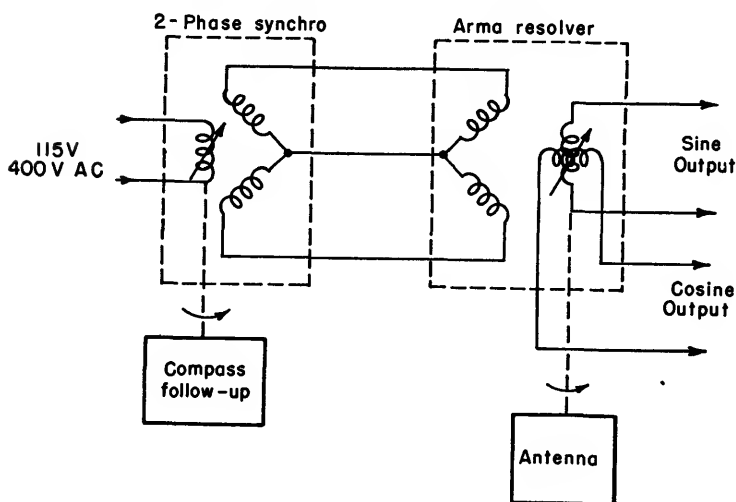 2-Phase synchro
Arma resolver
115V
400V AC
Sine
Output
Cosine
Output
Compass
follow-up
Antenna